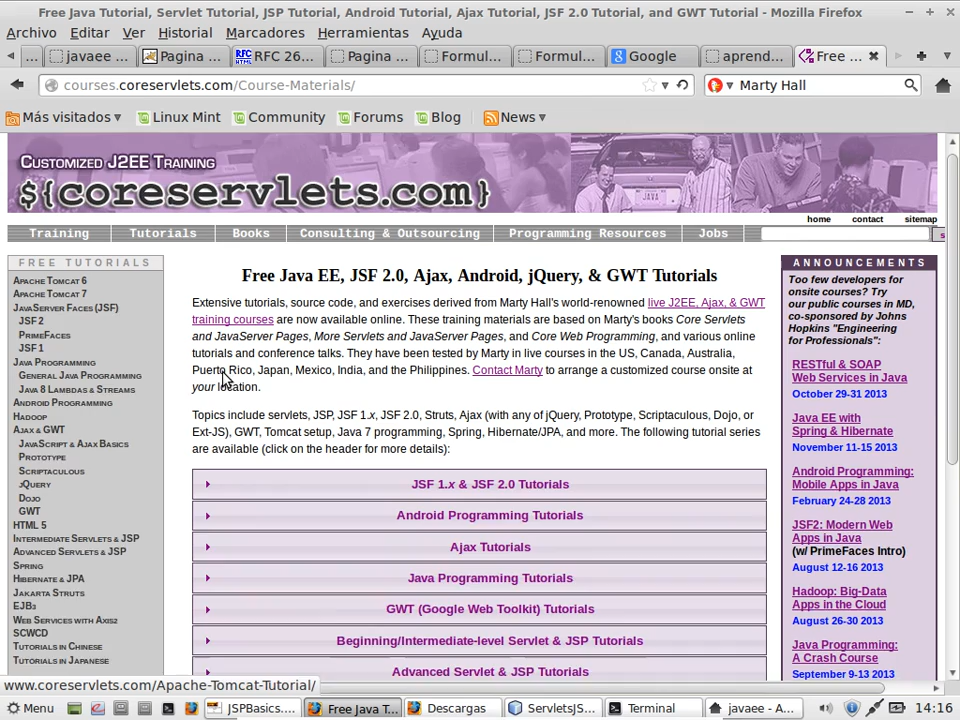 Free Java Tutorial, Servlet Tutorial, JSP Tutorial, Android Tutorial, Ajax Tutorial, JSF 2.0 Tutorial, and GWT Tutorial - Mozilla Firefox
Archivo Editar Ver Historial Marcadores Herramientas Ayuda
... javaee ... Pagina ... RFC 26... Pagina ... Formul... Formul... Google aprend... Free ...
courses.coreservlets.com/Course-Materials/ Marty Hall
Más visitados Linux Mint Community Forums Blog News
Customized J2EE Training
${coreservlets.com}
JAVA
home contact sitemap
Training Tutorials Books Consulting & Outsourcing Programming Resources Jobs s
FREE TUTORIALS
Apache Tomcat 6
Apache Tomcat 7
JavaServer Faces (JSF)
JSF 2
PrimeFaces
JSF 1
Java Programming
General Java Programming
Java 8 Lambdas & Streams
Android Programming
Hadoop
Ajax & GWT
JavaScript & Ajax Basics
Prototype
Scriptaculous
jQuery
Dojo
GWT
HTML 5
Intermediate Servlets & JSP
Advanced Servlets & JSP
Spring
Hibernate & JPA
Jakarta Struts
EJB3
Web Services with Axis2
SCWCD
Tutorials in Chinese
Tutorials in Japanese
Free Java EE, JSF 2.0, Ajax, Android, jQuery, & GWT Tutorials
Extensive tutorials, source code, and exercises derived from Marty Hall's world-renowned live J2EE, Ajax, & GWT
training courses are now available online. These training materials are based on Marty's books Core Servlets
and JavaServer Pages, More Servlets and JavaServer Pages, and Core Web Programming, and various online
tutorials and conference talks. They have been tested by Marty in live courses in the US, Canada, Australia,
Puerto Rico, Japan, Mexico, India, and the Philippines. Contact Marty to arrange a customized course onsite at
your location.
Topics include servlets, JSP, JSF 1.x, JSF 2.0, Struts, Ajax (with any of jQuery, Prototype, Scriptaculous, Dojo, or
Ext-JS), GWT, Tomcat setup, Java 7 programming, Spring, Hibernate/JPA, and more. The following tutorial series
are available (click on the header for more details):
JSF 1.x & JSF 2.0 Tutorials
Android Programming Tutorials
Ajax Tutorials
Java Programming Tutorials
GWT (Google Web Toolkit) Tutorials
Beginning/Intermediate-level Servlet & JSP Tutorials
Advanced Servlet & JSP Tutorials
ANNOUNCEMENTS
Too few developers for
onsite courses? Try
our public courses in MD,
co-sponsored by Johns
Hopkins "Engineering
for Professionals":
RESTful & SOAP
Web Services in Java
October 29-31 2013
Java EE with
Spring & Hibernate
November 11-15 2013
Android Programming:
Mobile Apps in Java
February 24-28 2013
JSF2: Modern Web
Apps in Java
(w/ PrimeFaces Intro)
August 12-16 2013
Hadoop: Big-Data
Apps in the Cloud
August 26-30 2013
Java Programming:
A Crash Course
September 9-13 2013
www.coreservlets.com/Apache-Tomcat-Tutorial/
Menu JSPBasics.... Free Java T... Descargas ServletsJS... Terminal javaee - A... 14:16